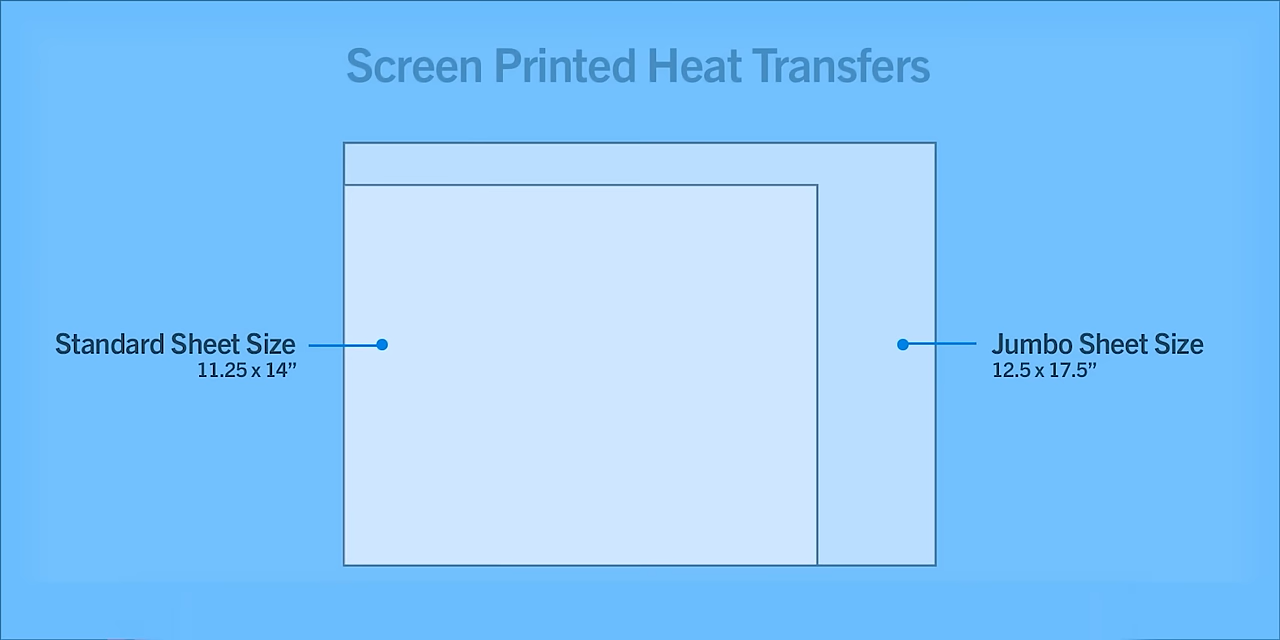 Screen Printed Heat Transfers
Standard Sheet Size
11.25 x 14”
Jumbo Sheet Size
12.5 x 17.5”